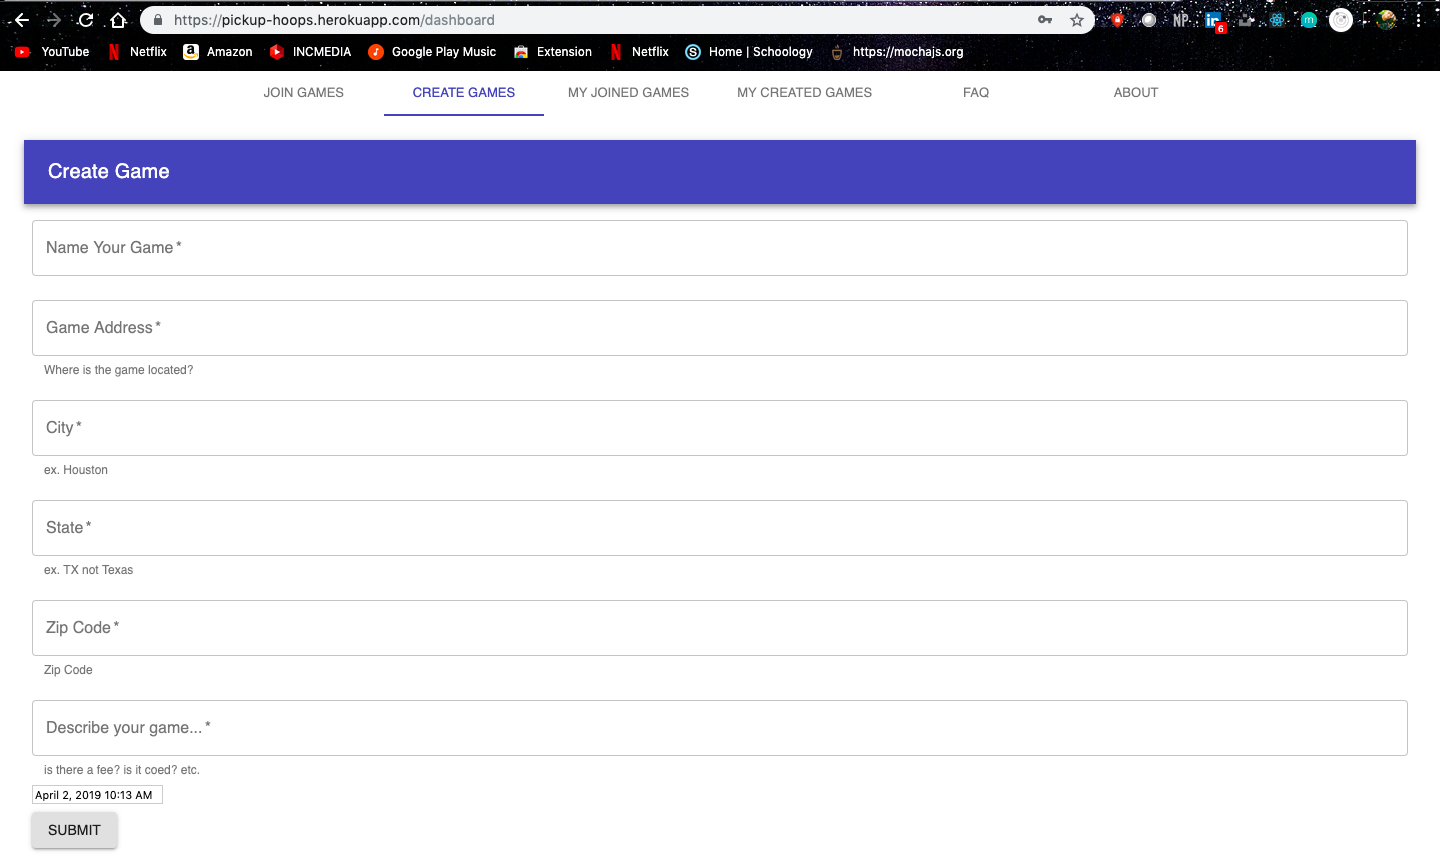 https://pickup-hoops.herokuapp.com/dashboard
NP
in
6
m
YouTube Netflix Amazon INCMEDIA Google Play Music Extension Netflix Home | Schoology https://mochajs.org
JOIN GAMES CREATE GAMES MY JOINED GAMES MY CREATED GAMES FAQ ABOUT
Create Game
Name Your Game *
Game Address *
Where is the game located?
City *
ex. Houston
State *
ex. TX not Texas
Zip Code *
Zip Code
Describe your game... *
is there a fee? is it coed? etc.
April 2, 2019 10:13 AM
SUBMIT